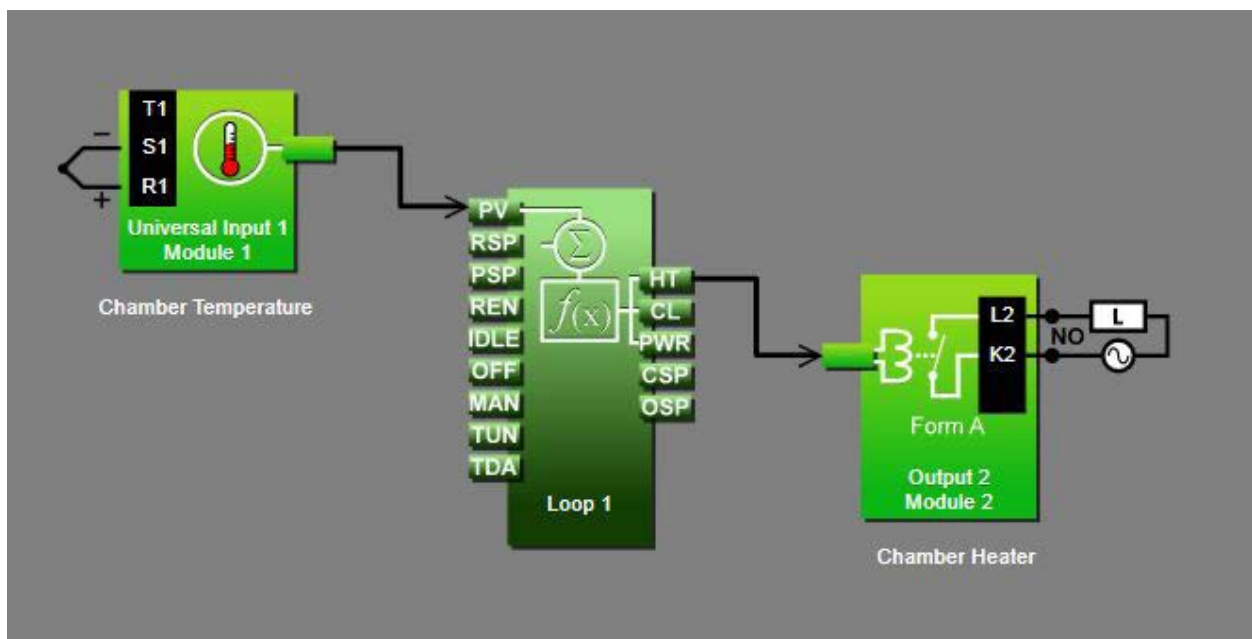 T1
−
S1
R1
+
Universal Input 1
Module 1
Chamber Temperature
PV
RSP
PSP
REN
IDLE
OFF
MAN
TUN
TDA
Σ
f(x)
HT
CL
PWR
CSP
OSP
Loop 1
L2
K2
NO
L
Form A
Output 2
Module 2
Chamber Heater